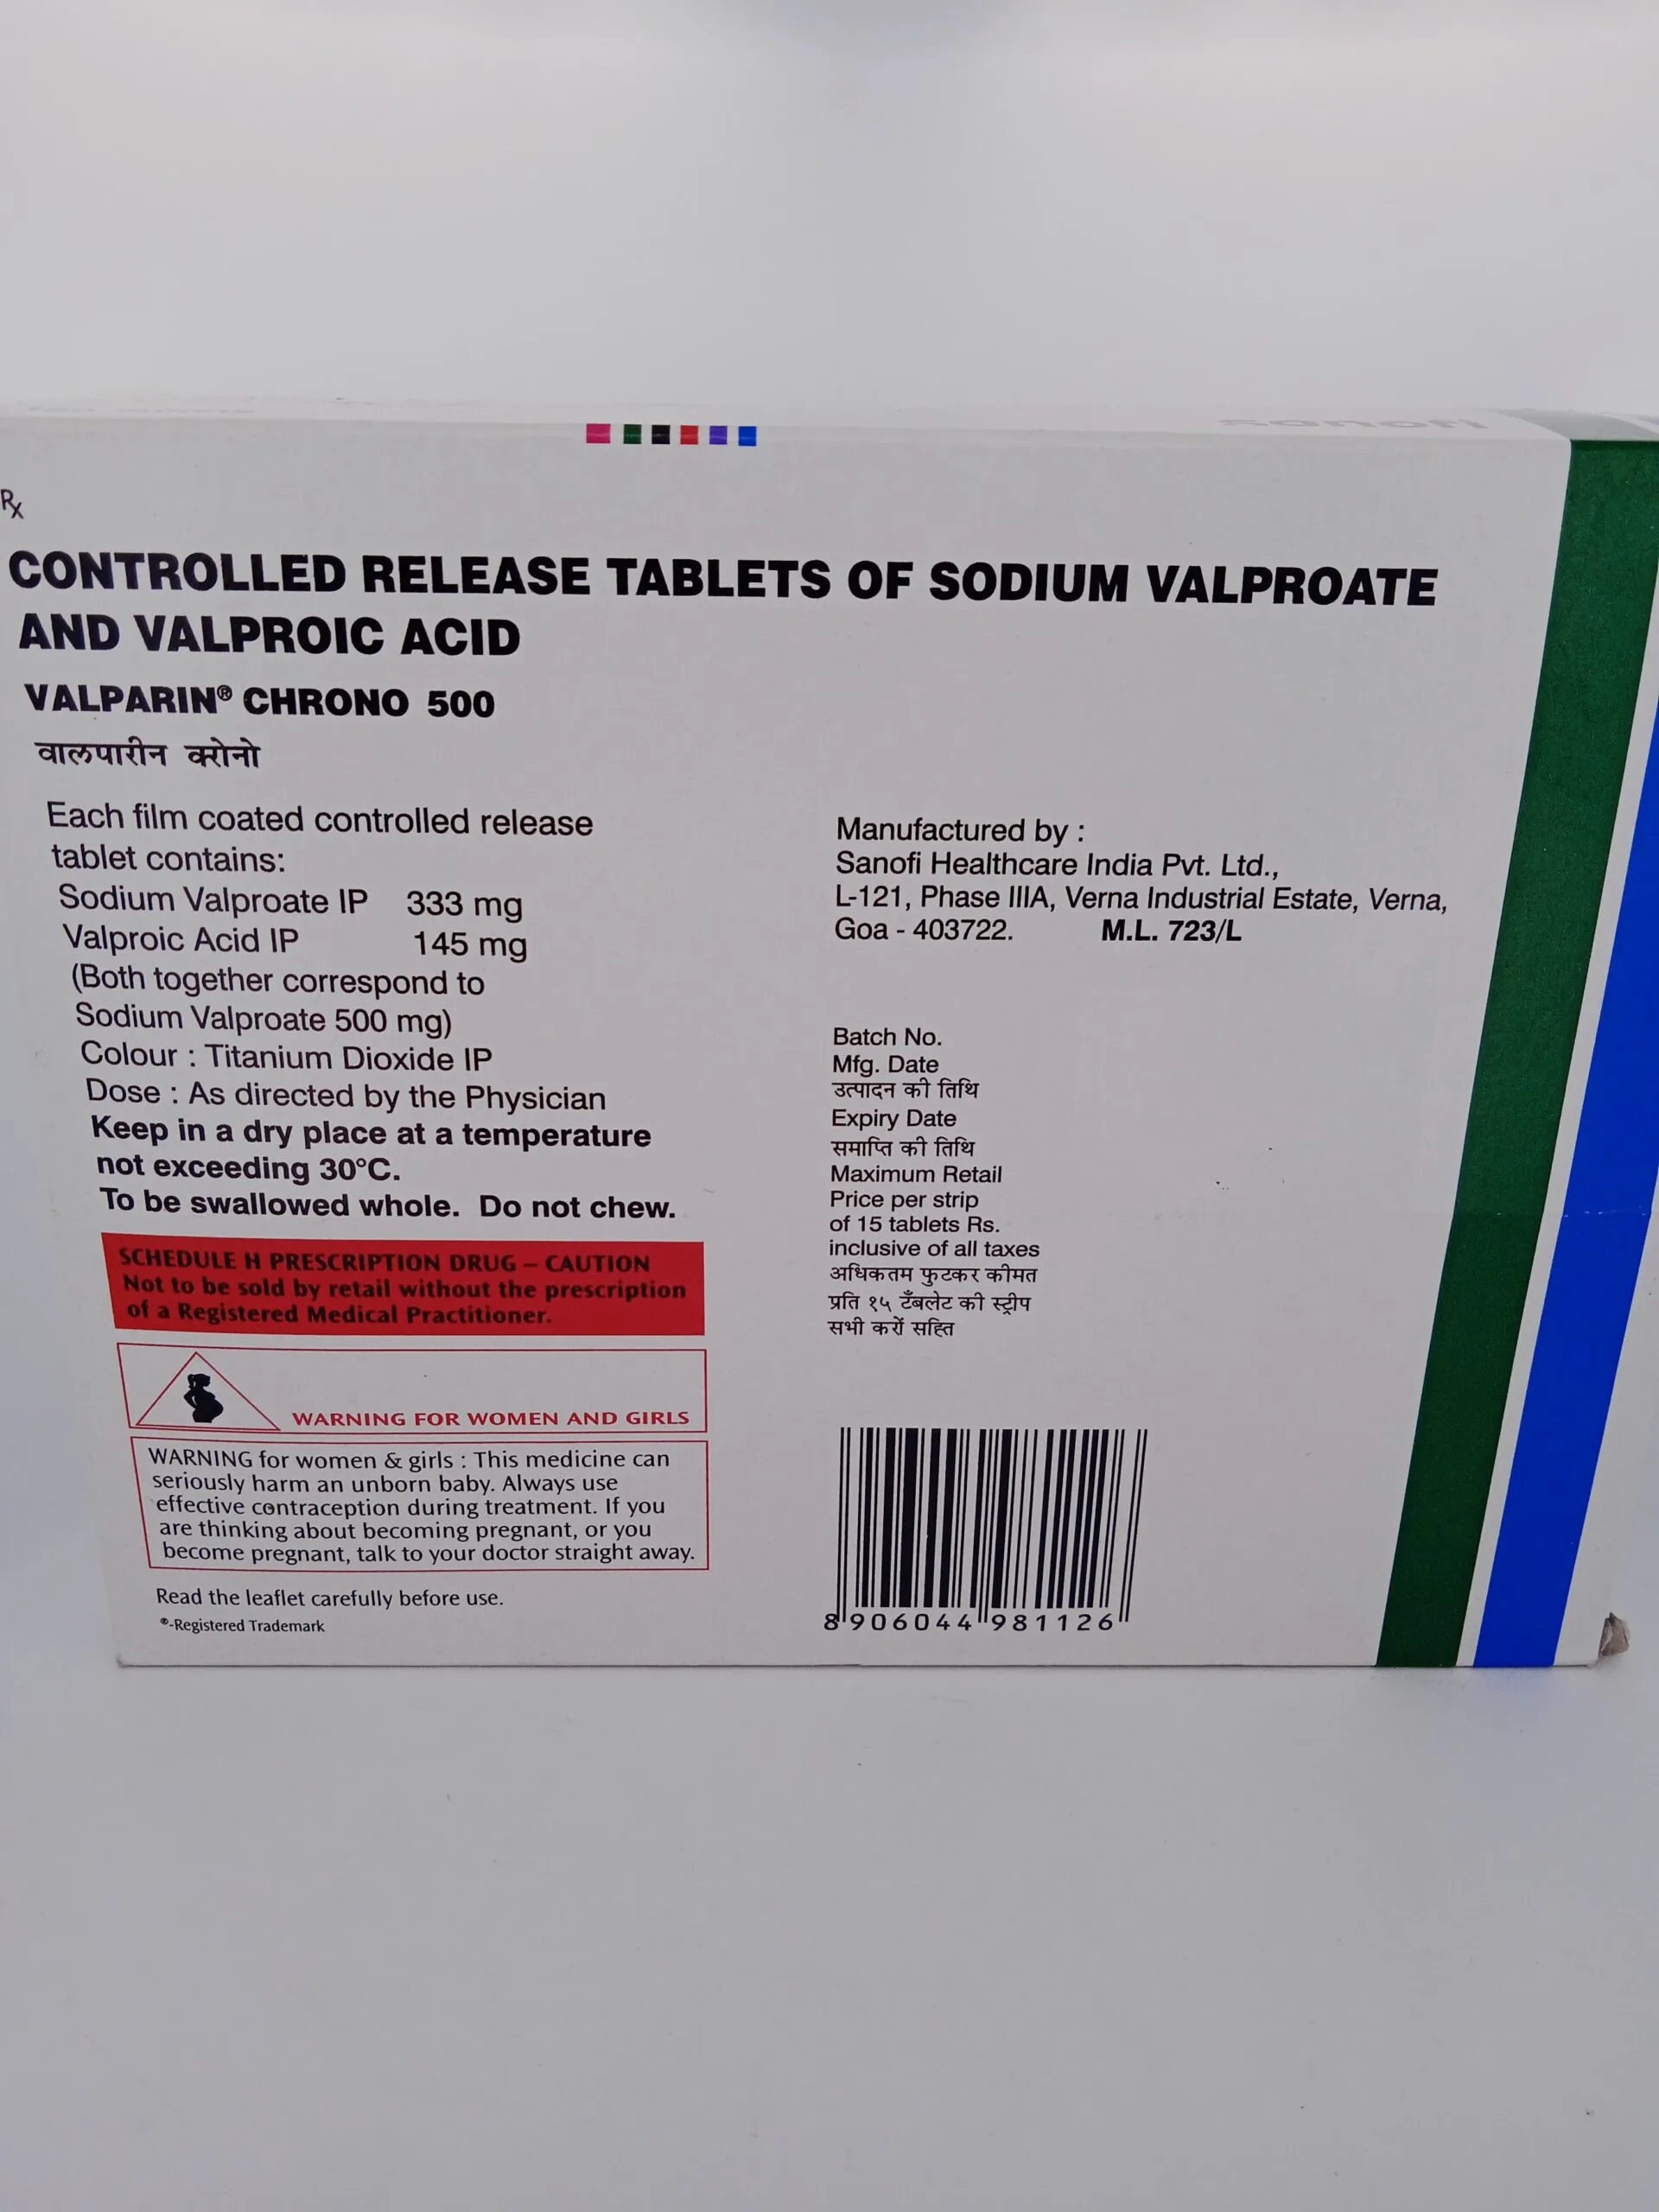 Rx
CONTROLLED RELEASE TABLETS OF SODIUM VALPROATE
AND VALPROIC ACID
VALPARIN® CHRONO 500
वालपारीन क्रोनो
Each film coated controlled release
tablet contains:
Sodium Valproate IP 333 mg
Valproic Acid IP 145 mg
(Both together correspond to
Sodium Valproate 500 mg)
Colour : Titanium Dioxide IP
Dose : As directed by the Physician
Keep in a dry place at a temperature
not exceeding 30°C.
To be swallowed whole. Do not chew.
SCHEDULE H PRESCRIPTION DRUG – CAUTION
Not to be sold by retail without the prescription
of a Registered Medical Practitioner.
WARNING FOR WOMEN AND GIRLS
WARNING for women & girls : This medicine can
seriously harm an unborn baby. Always use
effective contraception during treatment. If you
are thinking about becoming pregnant, or you
become pregnant, talk to your doctor straight away.
Read the leaflet carefully before use.
®-Registered Trademark
Manufactured by :
Sanofi Healthcare India Pvt. Ltd.,
L-121, Phase IIIA, Verna Industrial Estate, Verna,
Goa - 403722. M.L. 723/L
Batch No.
Mfg. Date
उत्पादन की तिथि
Expiry Date
समाप्ति की तिथि
Maximum Retail
Price per strip
of 15 tablets Rs.
inclusive of all taxes
अधिकतम फुटकर कीमत
प्रति १५ टॅंबलेट की स्ट्रीप
सभी करों सहित
8 906044 981126